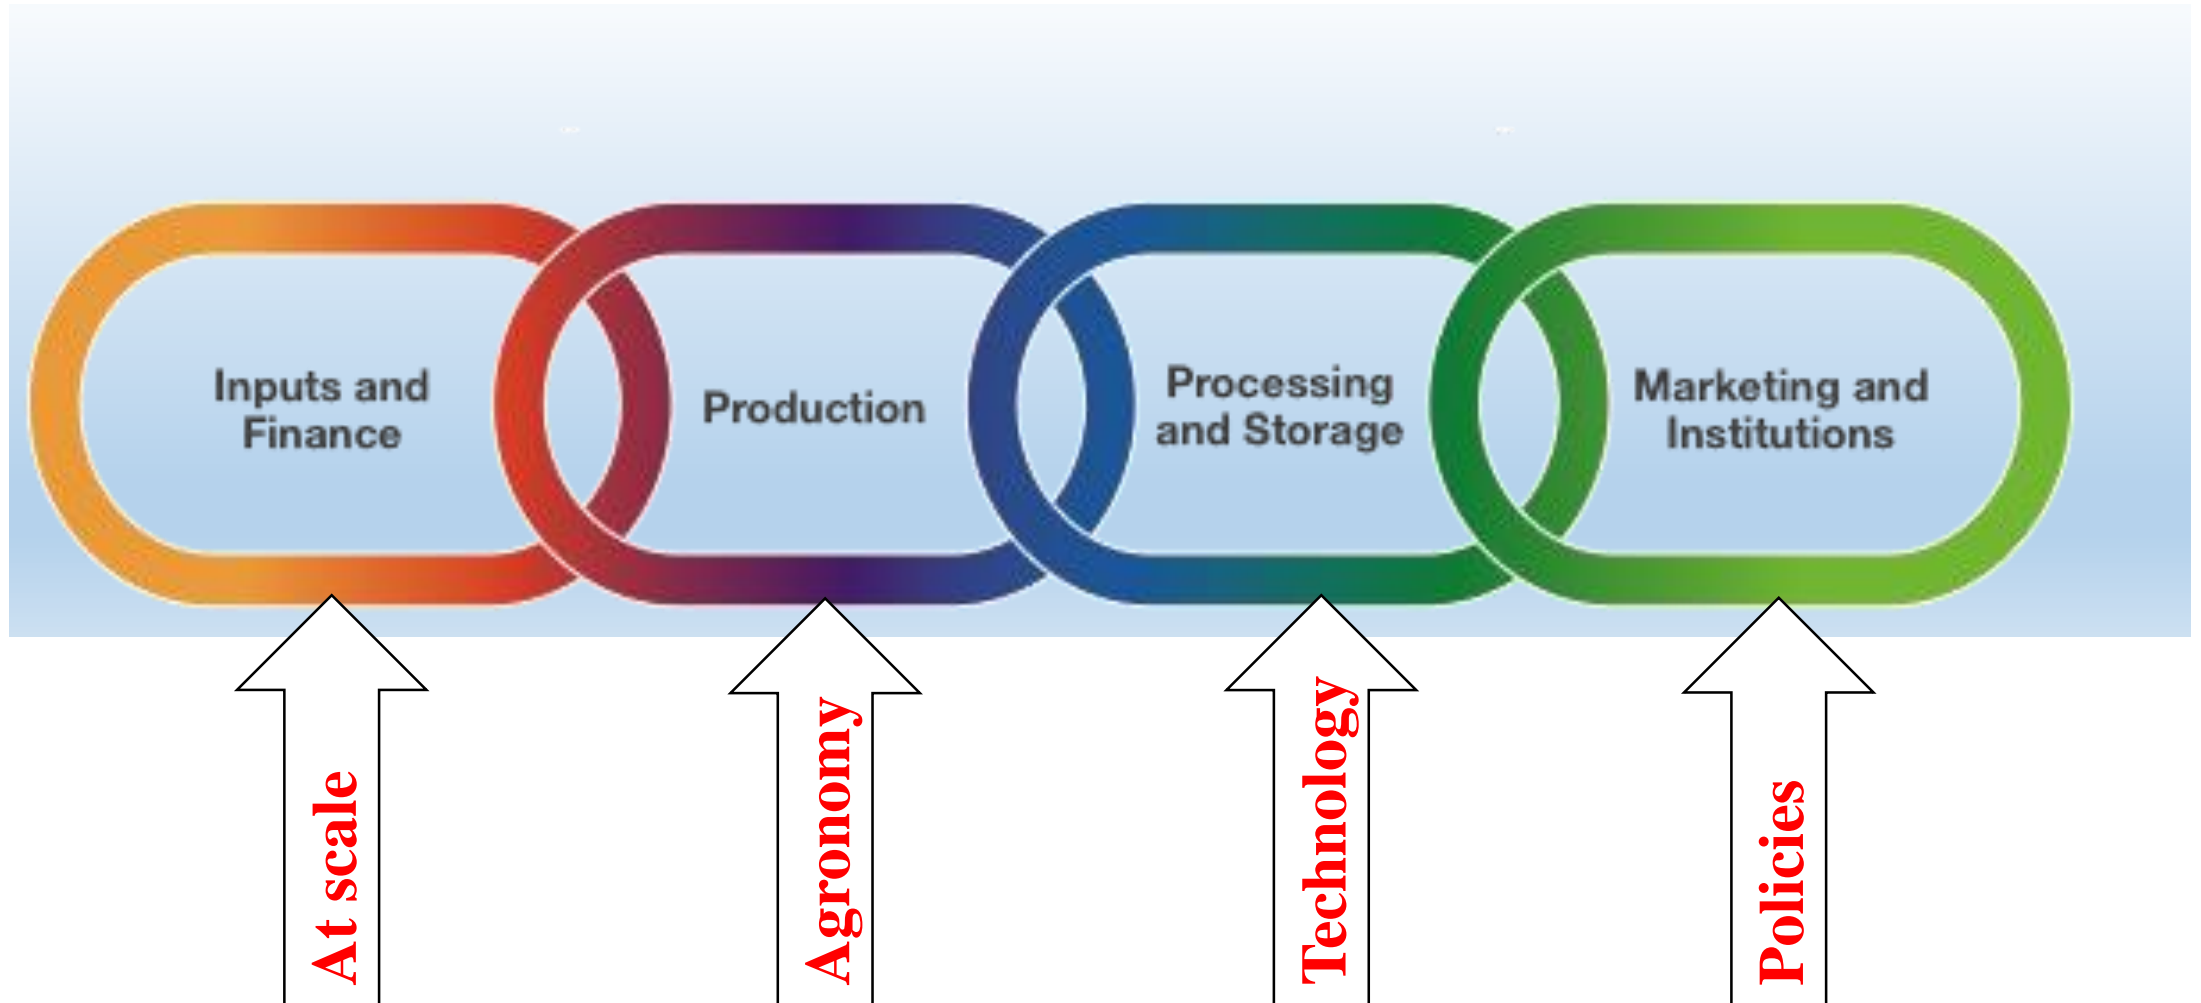 Inputs and
Finance
Production
Processing
and Storage
Marketing and
Institutions
At scale
Agronomy
Technology
Policies